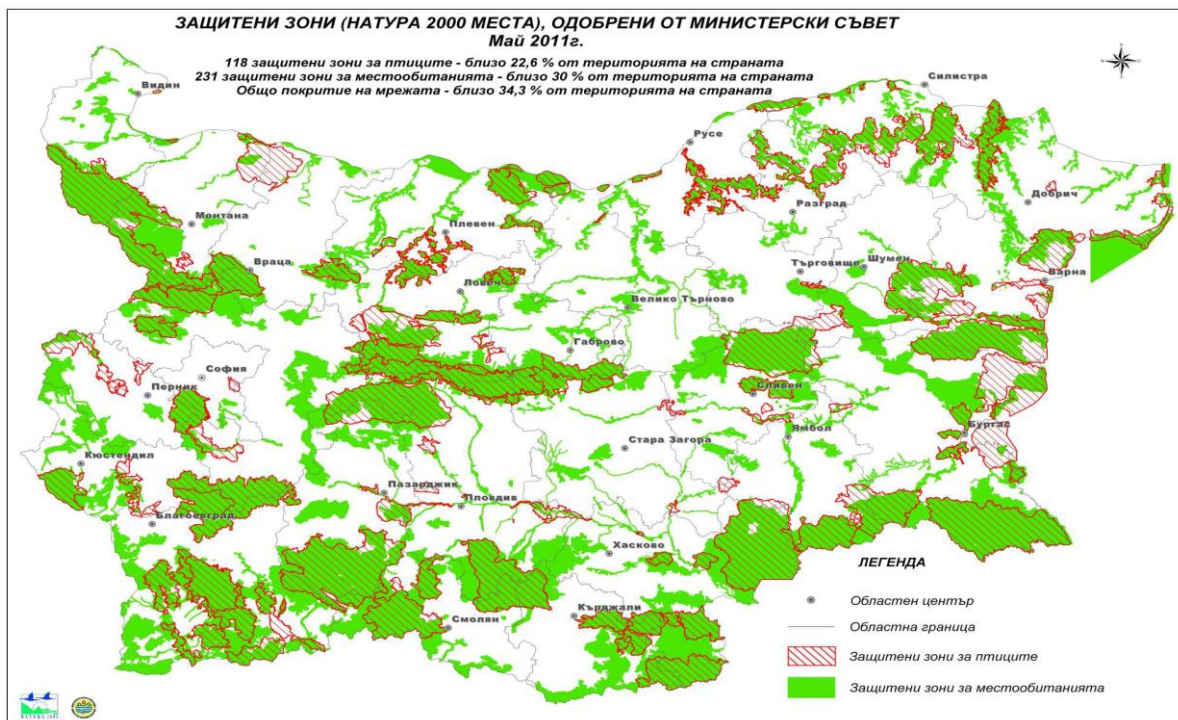 ЗАЩИТЕНИ ЗОНИ (НАТУРА 2000 МЕСТА), ОДОБРЕНИ ОТ МИНИСТЕРСКИ СЪВЕТ
Май 2011г.
118 защитени зони за птиците - близо 22,6 % от територията на страната
231 защитени зони за местообитанията - близо 30 % от територията на страната
Общо покритие на мрежата - близо 34,3 % от територията на страната
Видин
Силистра
Русе
Добрич
Разград
Монтана
Плевен
Враца
Търговище
Шумен
Варна
Ловеч
Велико Търново
Габрово
София
Перник
Сливен
Бургас
Ямбол
Стара Загора
Кюстендил
Пазарджик
Пловдив
Благоевград
Хасково
Кърджали
Смолян
ЛЕГЕНДА
Областен център
Областна граница
Защитени зони за птиците
Защитени зони за местообитанията
НАТУРА 2000